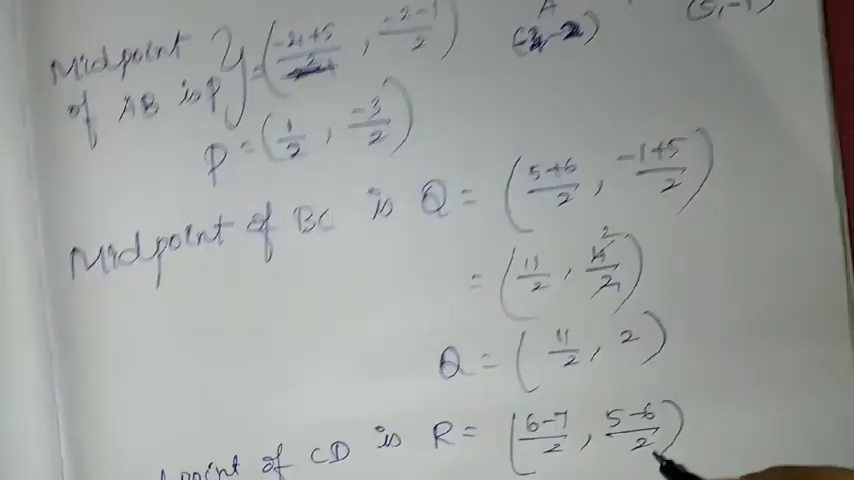 A
(-2,-2) (5,-1)
Midpoint of AB is P } = (-2+5/2, -2-1/2)
P = (1/2, -3/2)
Midpoint of BC is Q = (5+6/2, -1+5/2)
= (11/2, 4/2)
Q = (11/2, 2)
point of CD is R = (6-7/2, 5-6/2)